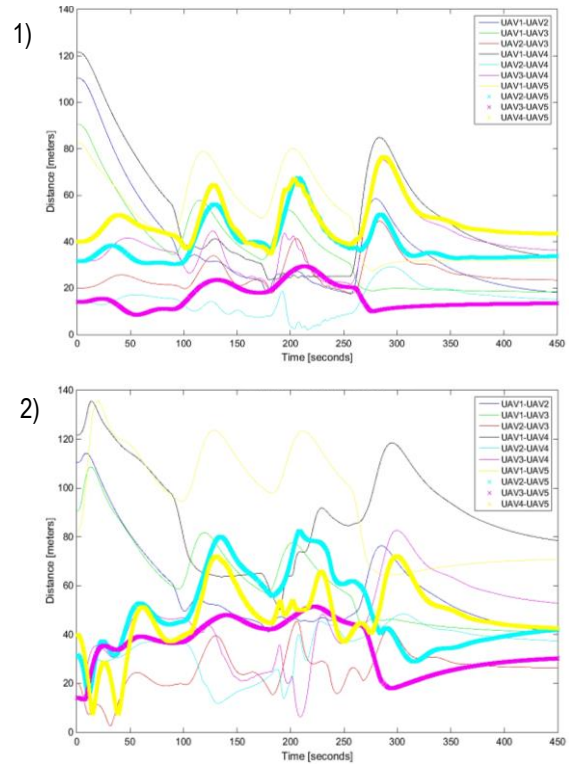 1)
140
120
100
80
60
40
20
0
Distance [meters]
0 50 100 150 200 250 300 350 400 450
Time [seconds]
UAV1-UAV2
UAV1-UAV3
UAV2-UAV3
UAV1-UAV4
UAV2-UAV4
UAV3-UAV4
UAV1-UAV5
UAV2-UAV5
UAV3-UAV5
UAV4-UAV5
2)
140
120
100
80
60
40
20
0
Distance [meters]
0 50 100 150 200 250 300 350 400 450
Time [seconds]
UAV1-UAV2
UAV1-UAV3
UAV2-UAV3
UAV1-UAV4
UAV2-UAV4
UAV3-UAV4
UAV1-UAV5
UAV2-UAV5
UAV3-UAV5
UAV4-UAV5